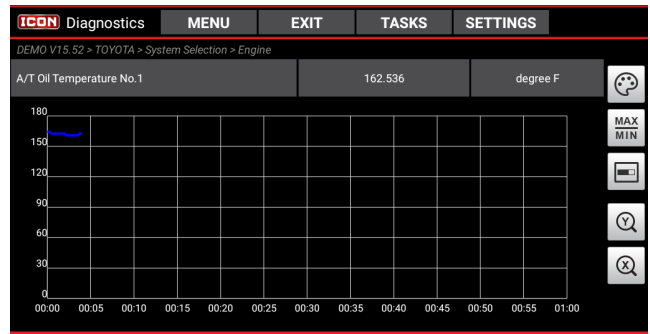 ICON Diagnostics MENU EXIT TASKS SETTINGS
DEMO V15.52 > TOYOTA > System Selection > Engine
A/T Oil Temperature No.1 162.536 degree F
MAX
MIN
180
150
120
90
60
30
0
00:00 00:05 00:10 00:15 00:20 00:25 00:30 00:35 00:40 00:45 00:50 00:55 01:00
Y
X